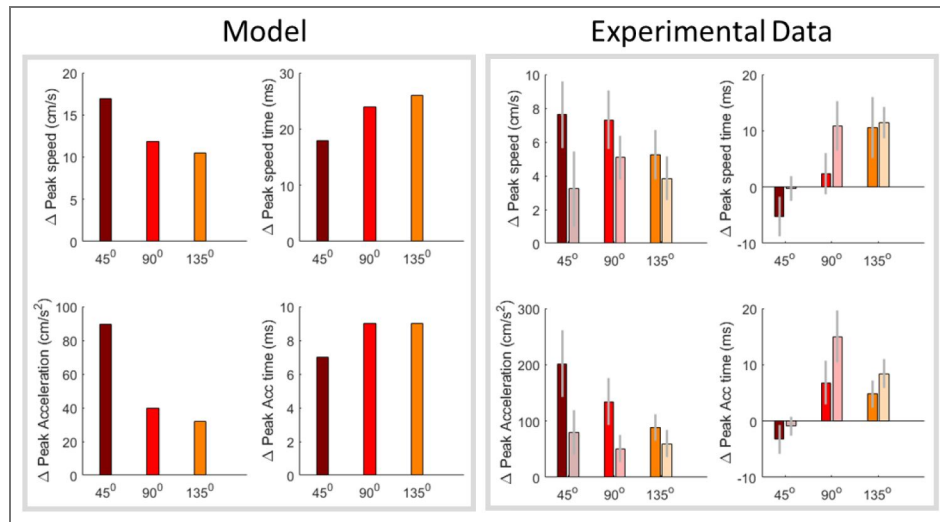 Model
Experimental Data
Δ Peak speed (cm/s)
20
15
10
5
0
45⁰ 90⁰ 135⁰
Δ Peak speed time (ms)
30
20
10
0
45⁰ 90⁰ 135⁰
Δ Peak Acceleration (cm/s²)
100
80
60
40
20
0
45⁰ 90⁰ 135⁰
Δ Peak Acc time (ms)
10
8
6
4
2
0
45⁰ 90⁰ 135⁰
Δ Peak speed (cm/s)
10
8
6
4
2
0
45° 90° 135°
Δ Peak speed time (ms)
20
10
0
-10
45° 90° 135°
Δ Peak Acceleration (cm/s²)
300
200
100
0
45° 90° 135°
Δ Peak Acc time (ms)
20
10
0
-10
45° 90° 135°